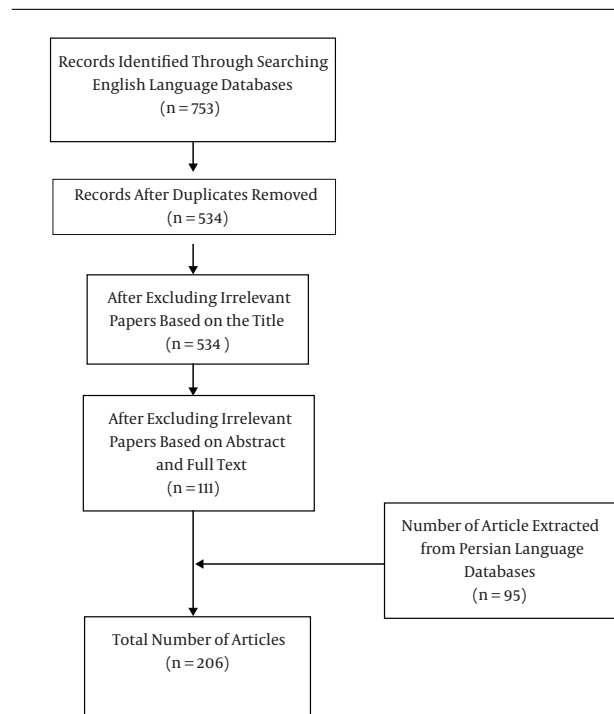 Records Identified Through Searching
English Language Databases
(n = 753)
Records After Duplicates Removed
(n = 534)
After Excluding Irrelevant
Papers Based on the Title
(n = 534 )
After Excluding Irrelevant
Papers Based on Abstract
and Full Text
(n = 111)
Number of Article Extracted
from Persian Language
Databases
(n = 95)
Total Number of Articles
(n = 206)